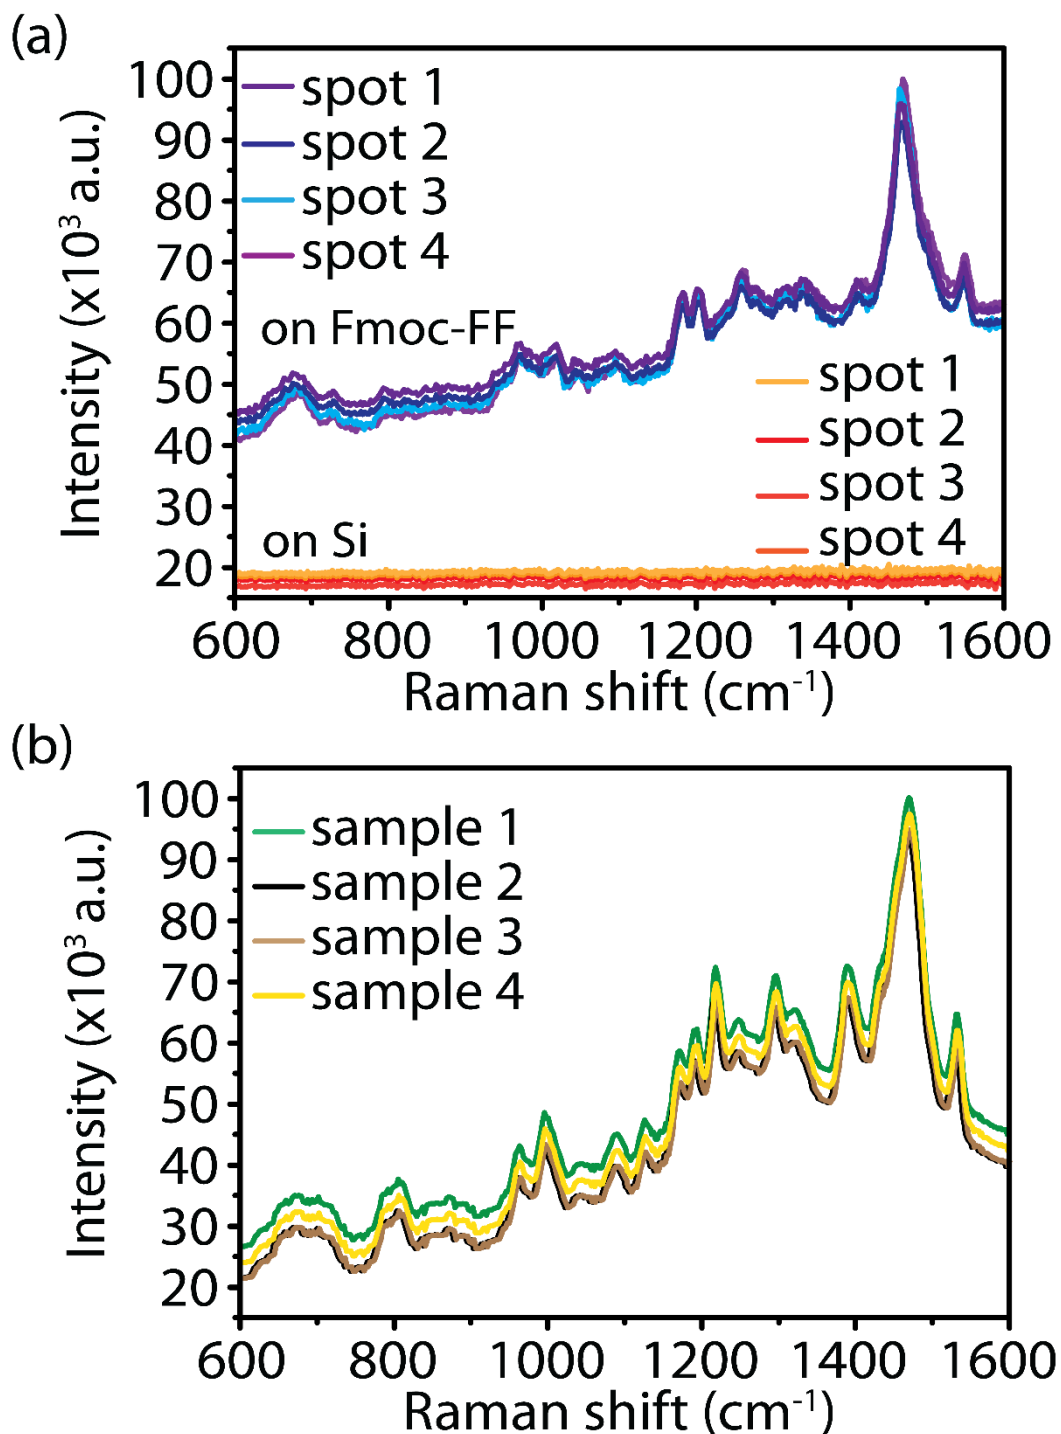 (a)
Intensity (x10³ a.u.)
100
90
80
70
60
50
40
30
20
spot 1
spot 2
spot 3
spot 4
on Fmoc-FF
spot 1
spot 2
spot 3
spot 4
on Si
600 800 1000 1200 1400 1600
Raman shift (cm⁻¹)
(b)
Intensity (x10³ a.u.)
100
90
80
70
60
50
40
30
20
sample 1
sample 2
sample 3
sample 4
600 800 1000 1200 1400 1600
Raman shift (cm⁻¹)